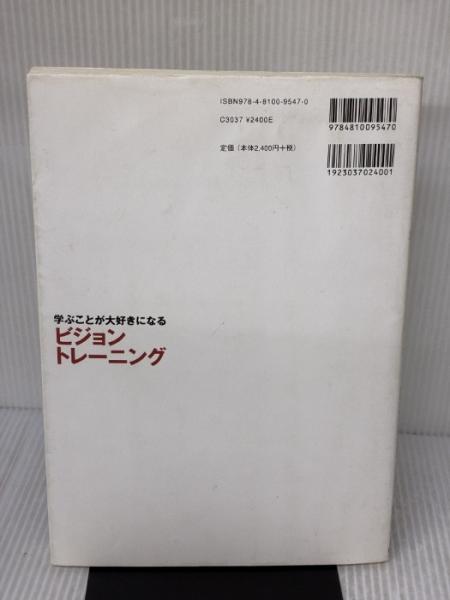 ISBN978-4-8100-9547-0
C3037 ¥2400E
定価(本体2,400円+税)
9784810095470
1923037024001
学ぶことが大好きになる
ビジョン
トレーニング